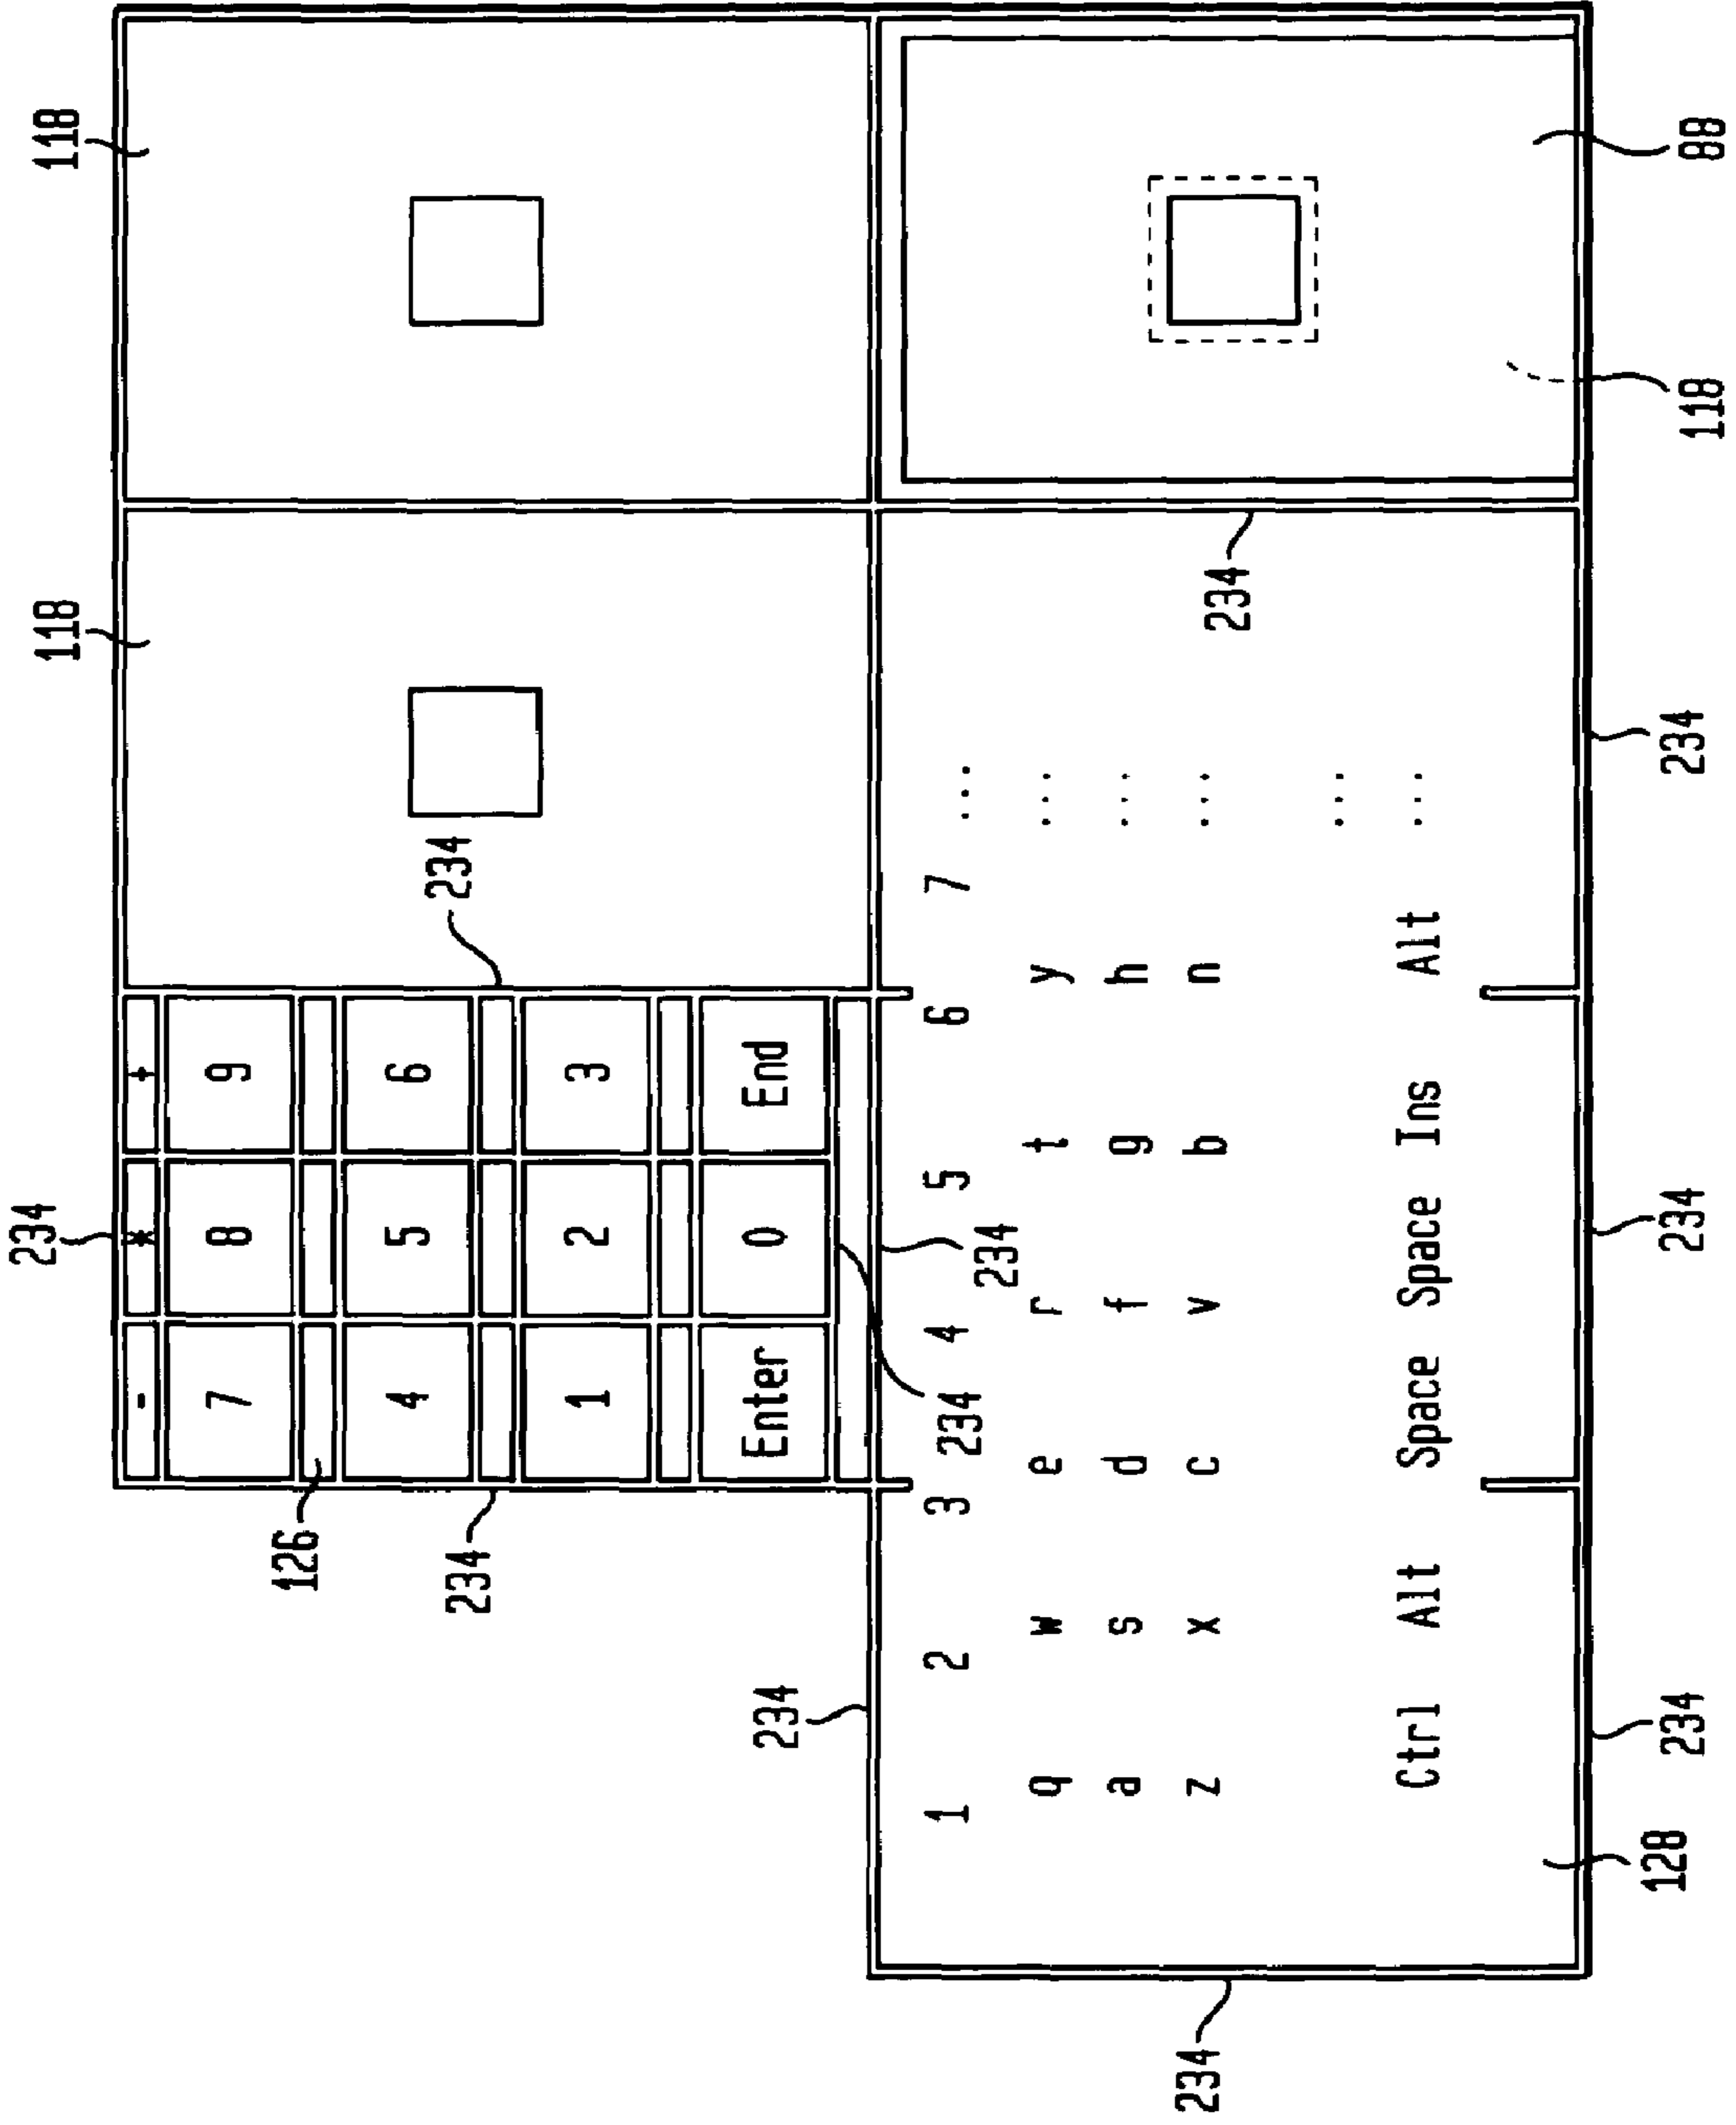 234 118 118
- * +
7 8 9
126
4 5 6
234 234
1 2 3
234 Enter 0 End
1 2 3 4 5 6 7 ...
234 234
q w e r t y ...
a s d f g h ...
z x c v b n ...
234 234
...
Ctrl Alt Space Space Ins Alt ...
128 234 234 234 118 88